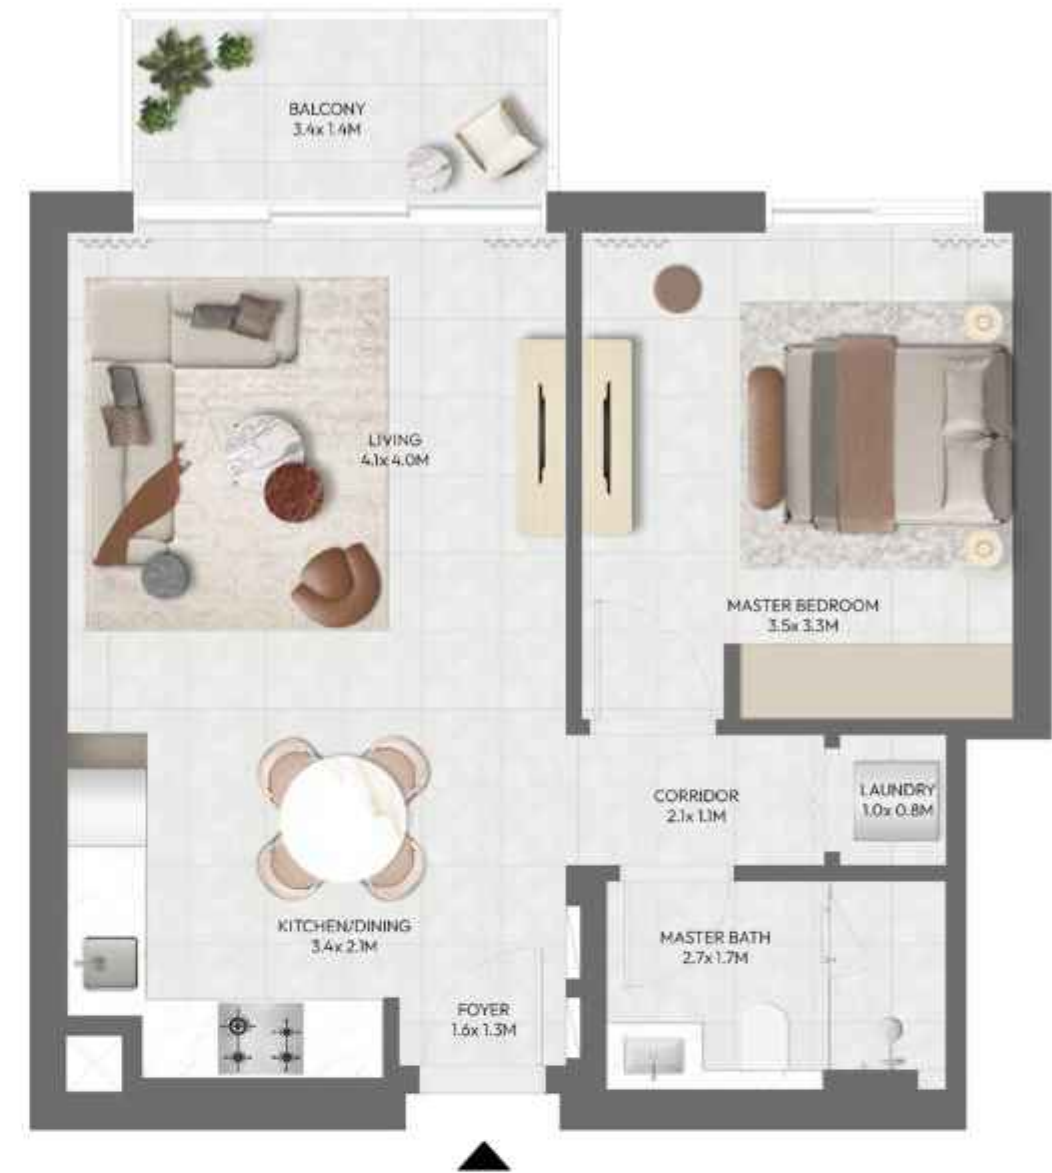 BALCONY
3.4x 1.4M
LIVING
4.1x 4.0M
MASTER BEDROOM
3.5x 3.3M
CORRIDOR
2.1x 1.1M
LAUNDRY
1.0x 0.8M
KITCHEN/DINING
3.4x 2.1M
MASTER BATH
2.7x 1.7M
FOYER
1.6x 1.3M